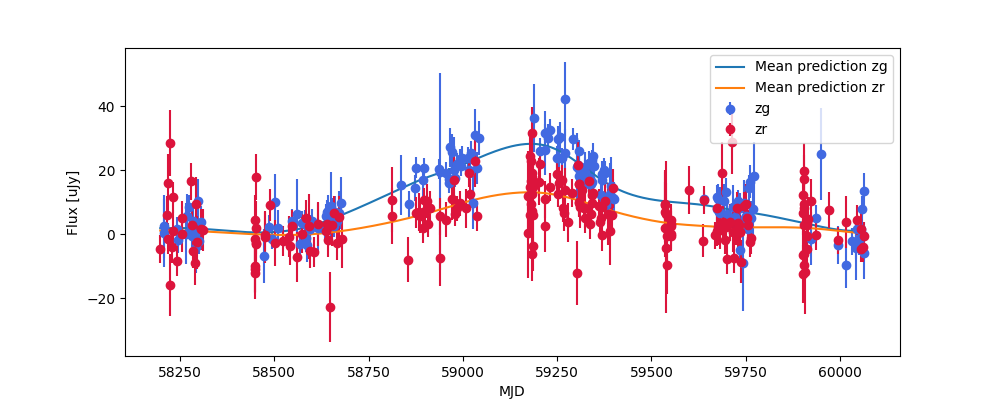 Mean prediction zg
Mean prediction zr
zg
zr
Flux [uJy]
40
20
0
−20
58250
58500
58750
59000
59250
59500
59750
60000
MJD